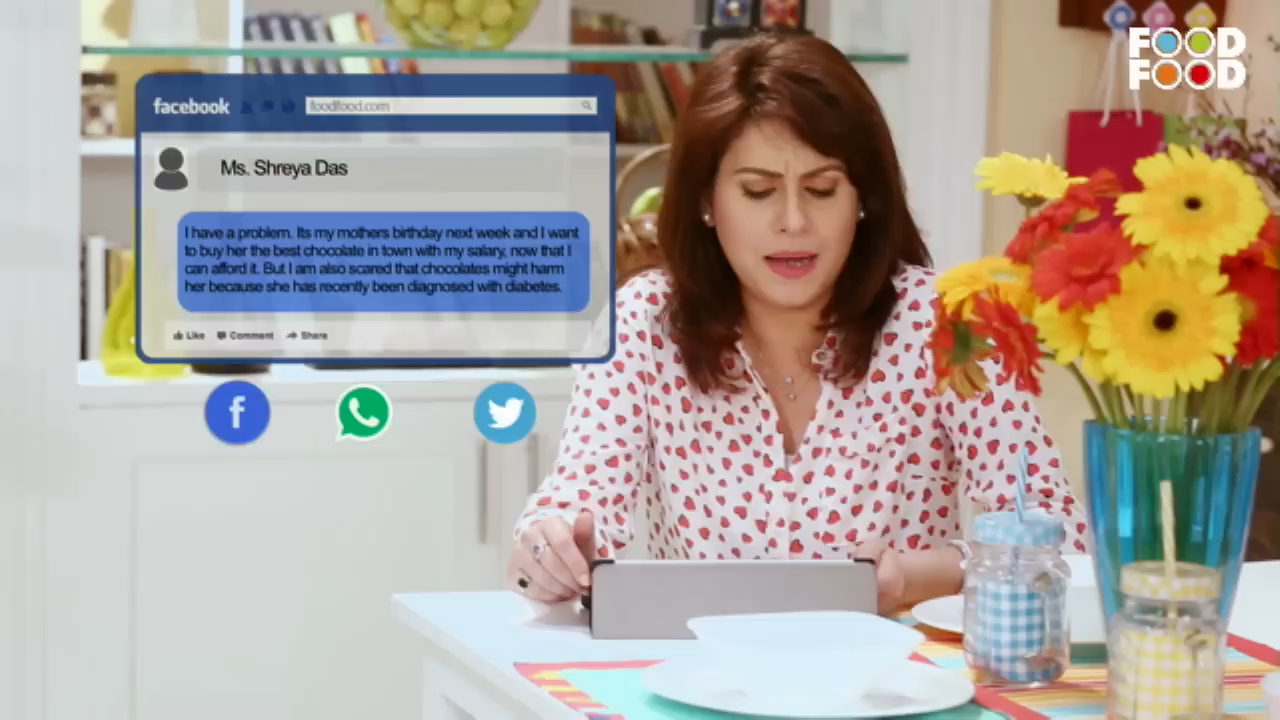 FOOD
FOOD
facebook
foodfood.com
Ms. Shreya Das
I have a problem. Its my mothers birthday next week and I want
to buy her the best chocolate in town with my salary, now that I
can afford it. But I am also scared that chocolates might harm
her because she has recently been diagnosed with diabetes.
Like Comment Share